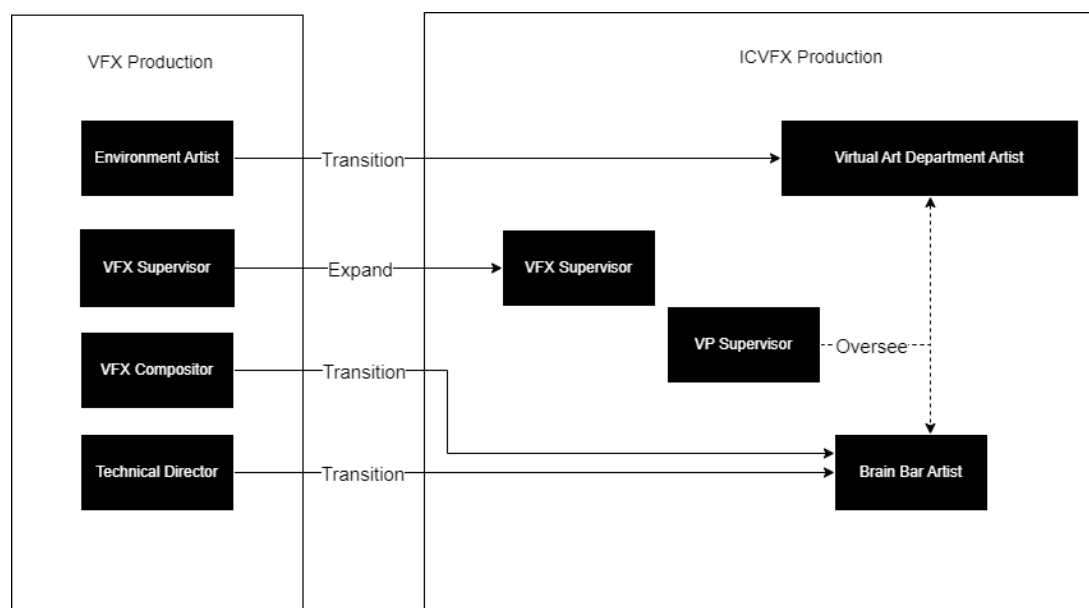 VFX Production
ICVFX Production
Environment Artist
Transition
Virtual Art Department Artist
VFX Supervisor
Expand
VFX Supervisor
VP Supervisor
Oversee
VFX Compositor
Transition
Technical Director
Transition
Brain Bar Artist